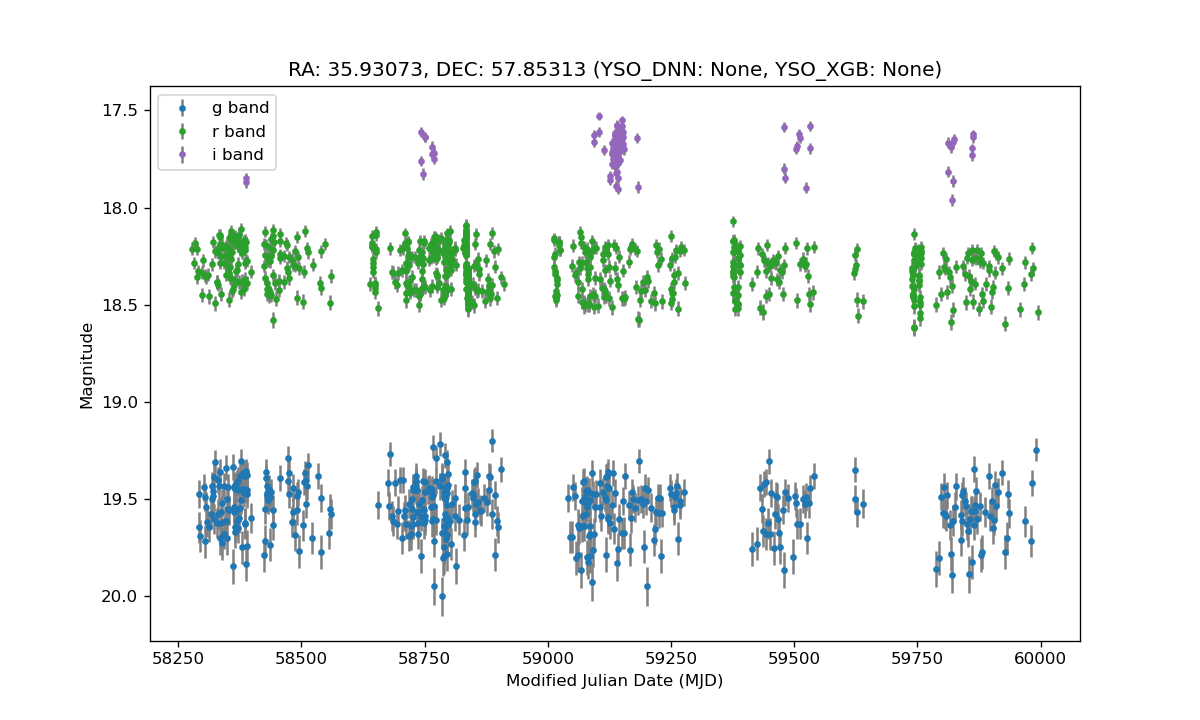 RA: 35.93073, DEC: 57.85313 (YSO_DNN: None, YSO_XGB: None)
g band
r band
i band
17.5
18.0
18.5
19.0
19.5
20.0
Magnitude
58250 58500 58750 59000 59250 59500 59750 60000
Modified Julian Date (MJD)